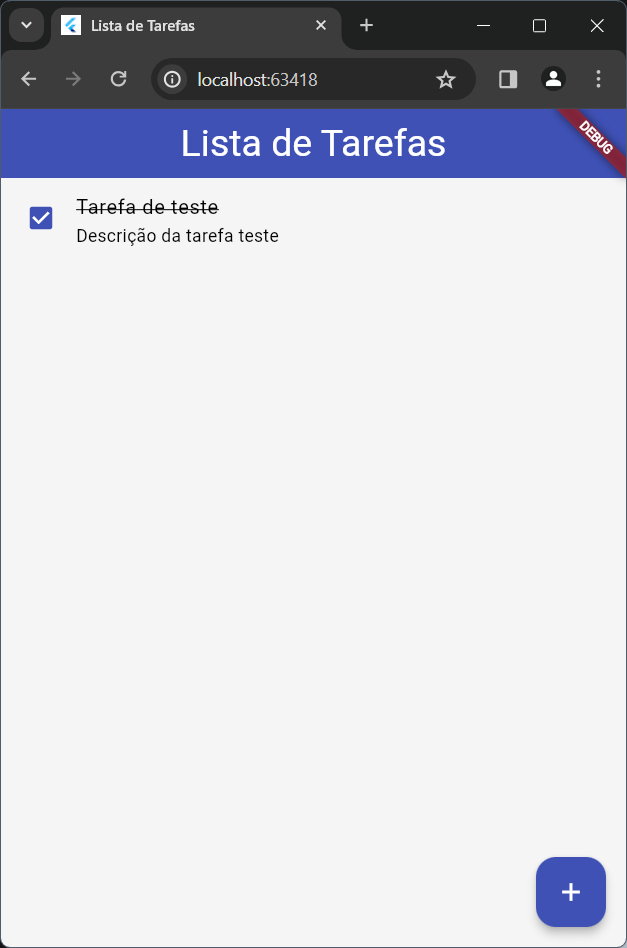 Lista de Tarefas
localhost:63418
Lista de Tarefas
DEBUG
Tarefa de teste
Descrição da tarefa teste